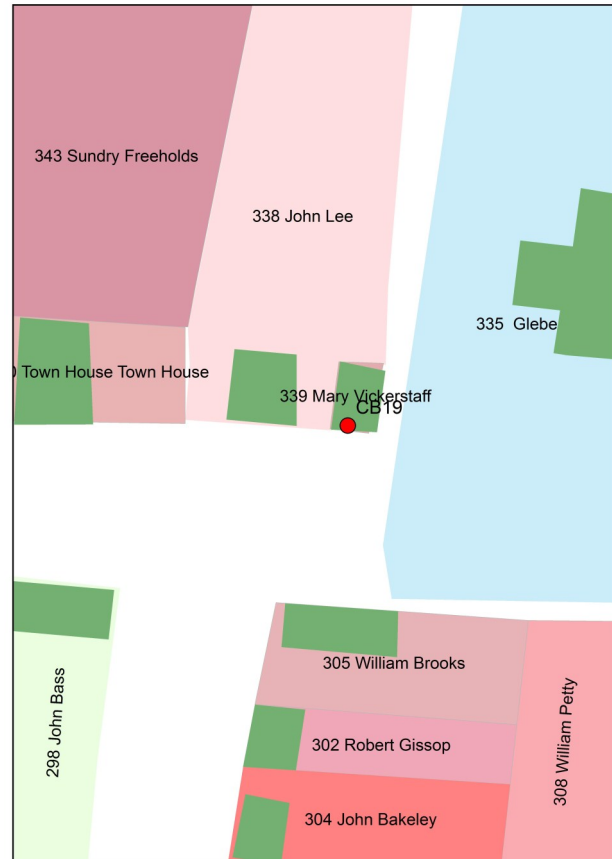 343 Sundry Freeholds
338 John Lee
335 Glebe
Town House Town House
339 Mary Vickerstaff
CB19
305 William Brooks
298 John Bass
302 Robert Gissop
308 William Petty
304 John Bakeley